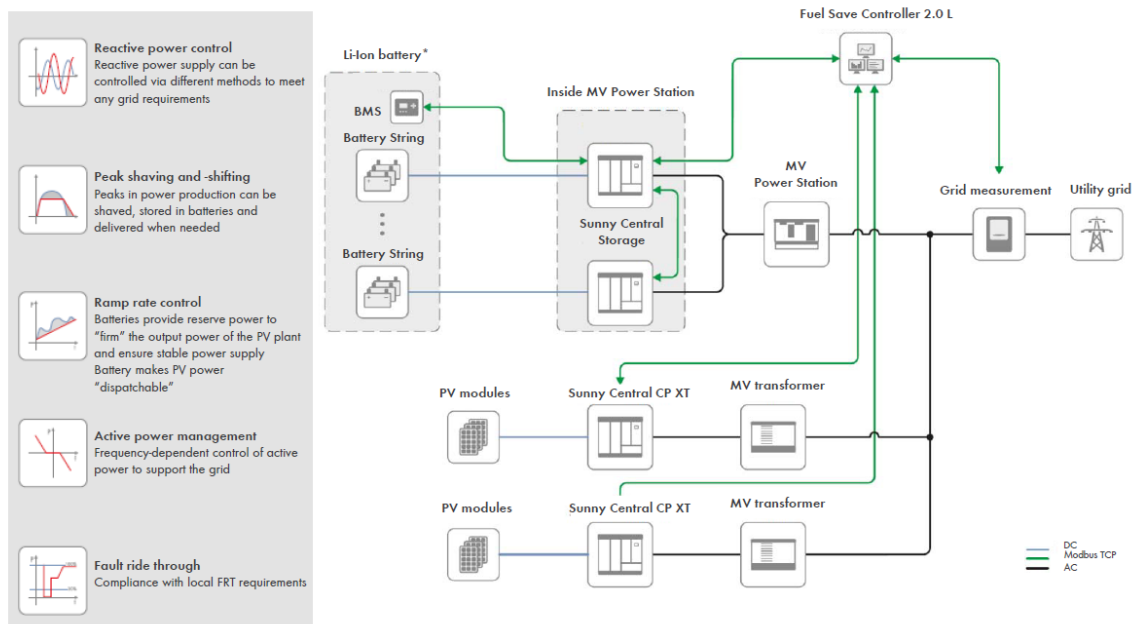 Reactive power control
Reactive power supply can be
controlled via different methods to meet
any grid requirements
Peak shaving and -shifting
Peaks in power production can be
shaved, stored in batteries and
delivered when needed
Ramp rate control
Batteries provide reserve power to
“firm” the output power of the PV plant
and ensure stable power supply
Battery makes PV power
“dispatchable”
Active power management
Frequency-dependent control of active
power to support the grid
Fault ride through
Compliance with local FRT requirements
Fuel Save Controller 2.0 L
Li-Ion battery*
Inside MV Power Station
BMS
Battery String
MV
Power Station
Grid measurement
Utility grid
Sunny Central
Storage
Battery String
PV modules
Sunny Central CP XT
MV transformer
PV modules
Sunny Central CP XT
MV transformer
DC
Modbus TCP
AC